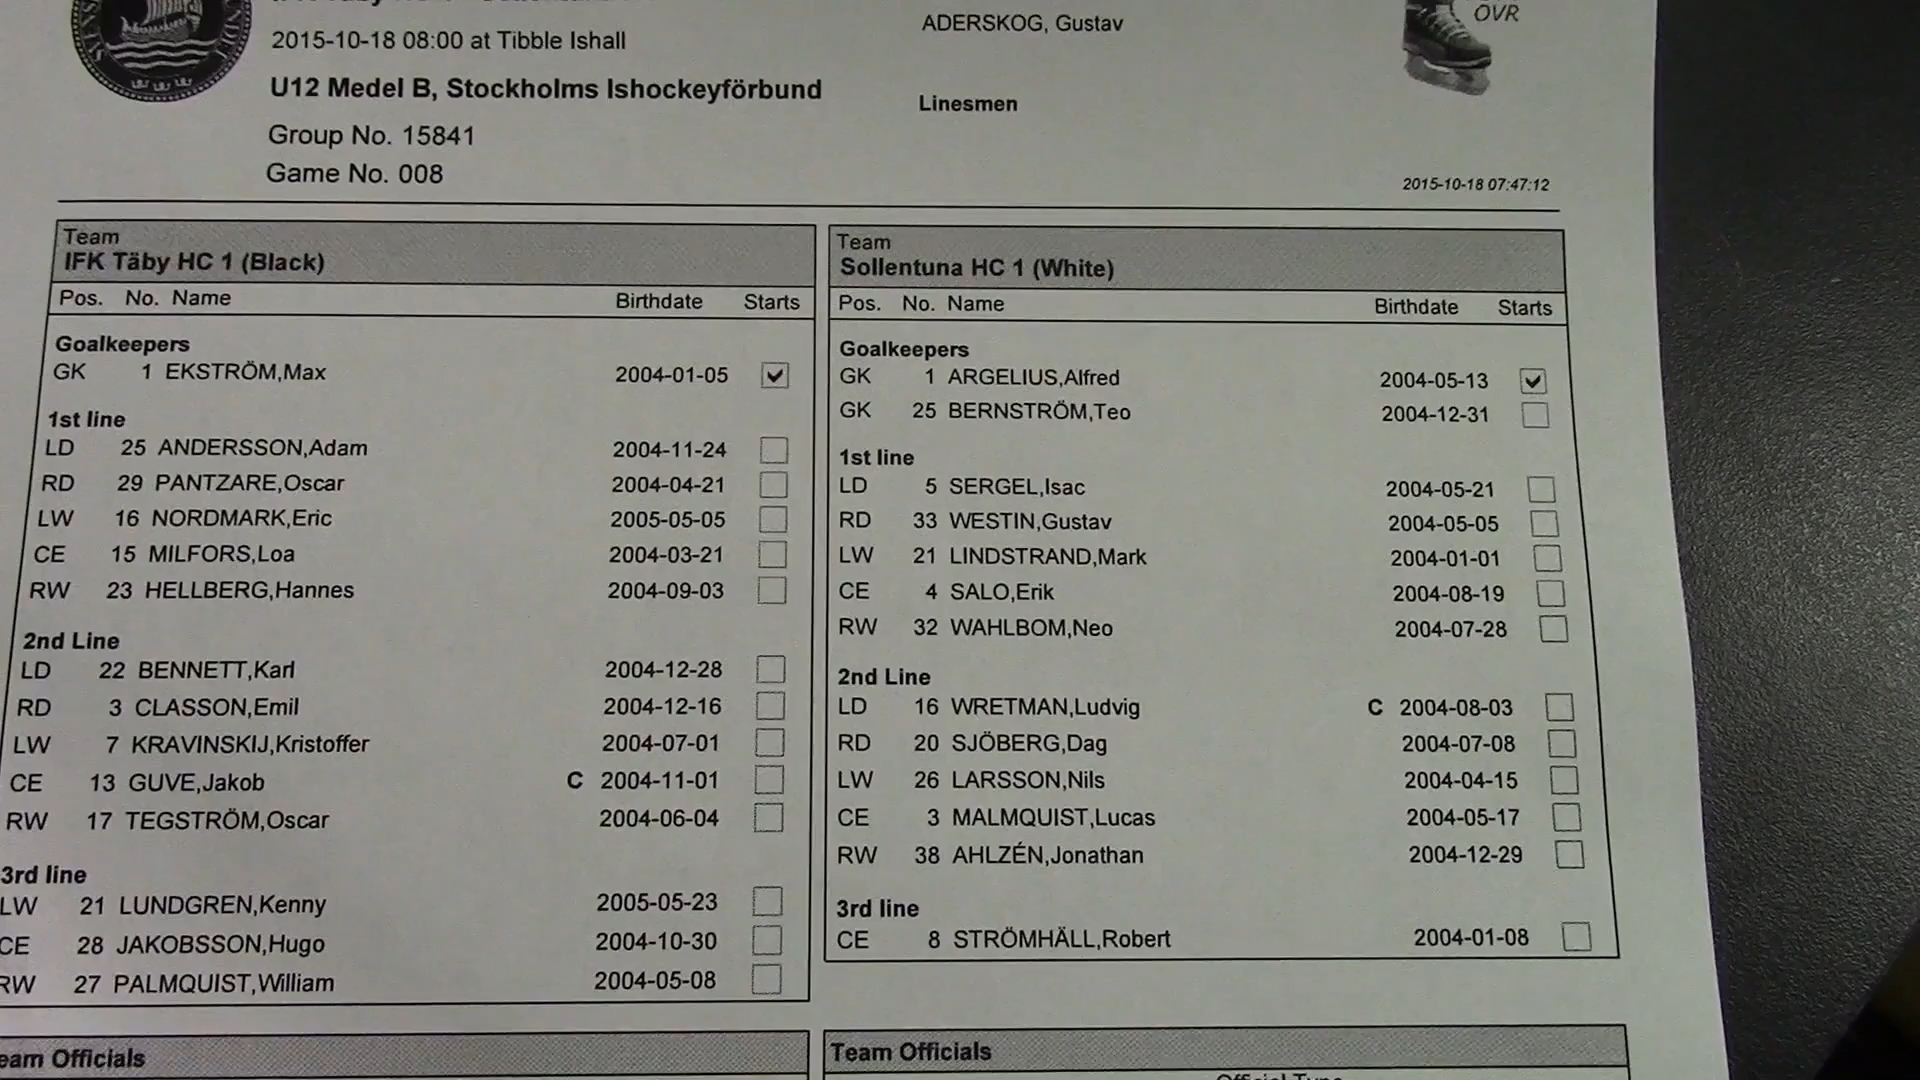 ADERSKOG, Gustav
OVR
2015-10-18 08:00 at Tibble Ishall
U12 Medel B, Stockholms Ishockeyförbund
Linesmen
Group No. 15841
Game No. 008
2015-10-18 07:47:12
Team
IFK Täby HC 1 (Black)
Pos. No. Name Birthdate Starts
Goalkeepers
GK 1 EKSTRÖM,Max 2004-01-05
1st line
LD 25 ANDERSSON,Adam 2004-11-24
RD 29 PANTZARE,Oscar 2004-04-21
LW 16 NORDMARK,Eric 2005-05-05
CE 15 MILFORS,Loa 2004-03-21
RW 23 HELLBERG,Hannes 2004-09-03
2nd Line
LD 22 BENNETT,Karl 2004-12-28
RD 3 CLASSON,Emil 2004-12-16
LW 7 KRAVINSKIJ,Kristoffer 2004-07-01
CE 13 GUVE,Jakob C 2004-11-01
RW 17 TEGSTRÖM,Oscar 2004-06-04
3rd line
LW 21 LUNDGREN,Kenny 2005-05-23
CE 28 JAKOBSSON,Hugo 2004-10-30
RW 27 PALMQUIST,William 2004-05-08
eam Officials
Team
Sollentuna HC 1 (White)
Pos. No. Name Birthdate Starts
Goalkeepers
GK 1 ARGELIUS,Alfred 2004-05-13
GK 25 BERNSTRÖM,Teo 2004-12-31
1st line
LD 5 SERGEL,Isac 2004-05-21
RD 33 WESTIN,Gustav 2004-05-05
LW 21 LINDSTRAND,Mark 2004-01-01
CE 4 SALO,Erik 2004-08-19
RW 32 WAHLBOM,Neo 2004-07-28
2nd Line
LD 16 WRETMAN,Ludvig C 2004-08-03
RD 20 SJÖBERG,Dag 2004-07-08
LW 26 LARSSON,Nils 2004-04-15
CE 3 MALMQUIST,Lucas 2004-05-17
RW 38 AHLZÉN,Jonathan 2004-12-29
3rd line
CE 8 STRÖMHÄLL,Robert 2004-01-08
Team Officials